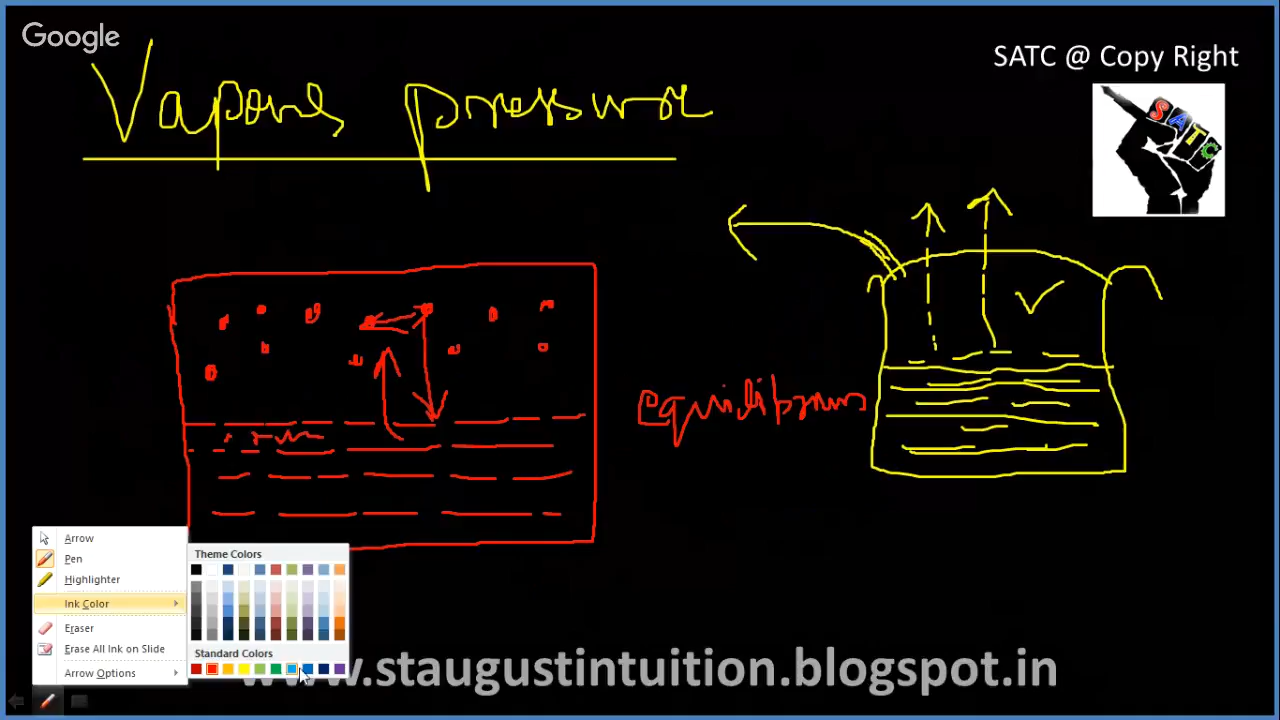 Google
SATC @ Copy Right
SATC
Vapour pressure
equilibrium
Arrow
Pen
Highlighter
Ink Color
Eraser
Erase All Ink on Slide
Arrow Options
Theme Colors
Standard Colors
www.staugustintuition.blogspot.in